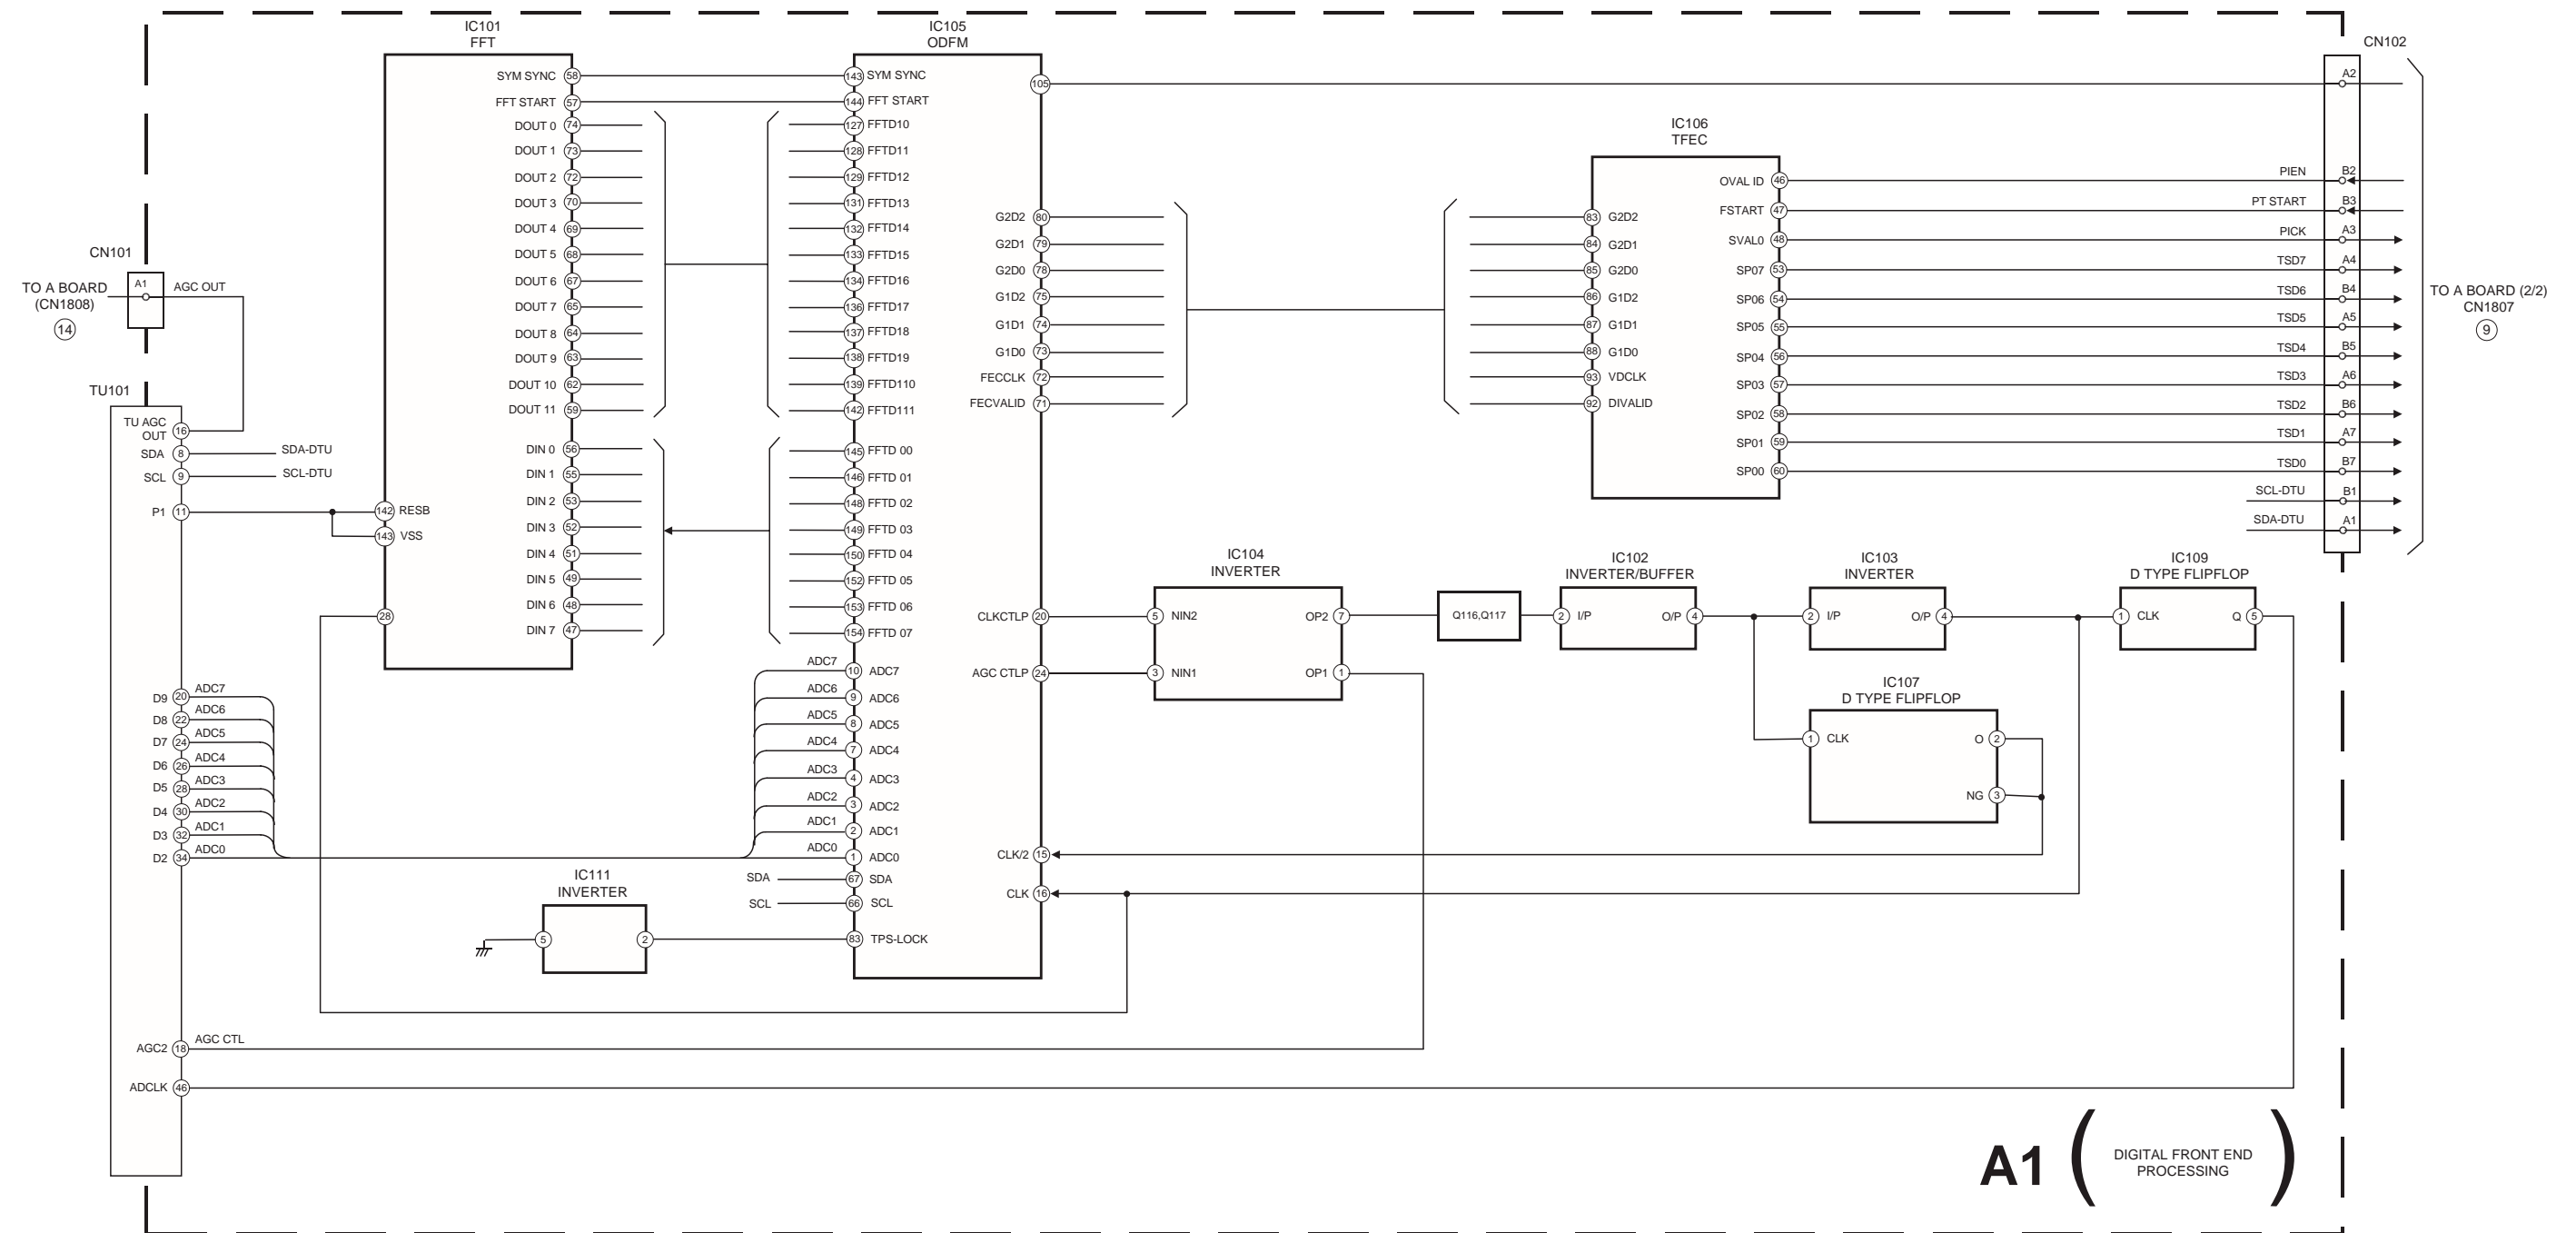 IC101
FFT
SYM SYNC 58
FFT START 57
DOUT 0 74
DOUT 1 73
DOUT 2 72
DOUT 3 70
DOUT 4 69
DOUT 5 68
DOUT 6 67
DOUT 7 65
DOUT 8 64
DOUT 9 63
DOUT 10 62
DOUT 11 59
DIN 0 56
DIN 1 55
DIN 2 53
DIN 3 52
DIN 4 51
DIN 5 49
DIN 6 48
DIN 7 47
142 RESB
143 VSS
28
CN101
A1
AGC OUT
TO A BOARD
(CN1808)
14
TU101
TU AGC
OUT 16
SDA 8 SDA-DTU
SCL 9 SCL-DTU
P1 11
D9 20 ADC7
D8 22 ADC6
D7 24 ADC5
D6 26 ADC4
D5 28 ADC3
D4 30 ADC2
D3 32 ADC1
D2 34 ADC0
AGC2 18 AGC CTL
ADCLK 46
IC105
ODFM
143 SYM SYNC
144 FFT START
127 FFTD10
128 FFTD11
129 FFTD12
131 FFTD13
132 FFTD14
133 FFTD15
134 FFTD16
136 FFTD17
137 FFTD18
138 FFTD19
139 FFTD110
142 FFTD111
145 FFTD 00
146 FFTD 01
148 FFTD 02
149 FFTD 03
150 FFTD 04
152 FFTD 05
153 FFTD 06
154 FFTD 07
ADC7 10 ADC7
ADC6 9 ADC6
ADC5 8 ADC5
ADC4 7 ADC4
ADC3 4 ADC3
ADC2 3 ADC2
ADC1 2 ADC1
ADC0 1 ADC0
SDA 67 SDA
SCL 66 SCL
83 TPS-LOCK
105
G2D2 80
G2D1 79
G2D0 78
G1D2 75
G1D1 74
G1D0 73
FECCLK 72
FECVALID 71
CLKCTLP 20
AGC CTLP 24
CLK/2 15
CLK 16
IC111
INVERTER
5 2
IC106
TFEC
83 G2D2
84 G2D1
85 G2D0
86 G1D2
87 G1D1
88 G1D0
93 VDCLK
92 DIVALID
OVAL ID 46
FSTART 47
SVAL0 48
SP07 53
SP06 54
SP05 55
SP04 56
SP03 57
SP02 58
SP01 59
SP00 60
CN102
A2
PIEN B2
PT START B3
PICK A3
TSD7 A4
TSD6 B4
TSD5 A5
TSD4 B5
TSD3 A6
TSD2 B6
TSD1 A7
TSD0 B7
SCL-DTU B1
SDA-DTU A1
TO A BOARD (2/2)
CN1807
9
IC104
INVERTER
5 NIN2 OP2 7
3 NIN1 OP1 1
Q116,Q117
IC102
INVERTER/BUFFER
2 I/P O/P 4
IC103
INVERTER
2 I/P O/P 4
IC109
D TYPE FLIPFLOP
1 CLK Q 5
IC107
D TYPE FLIPFLOP
1 CLK O 2
NG 3
A1 ( DIGITAL FRONT END
PROCESSING )